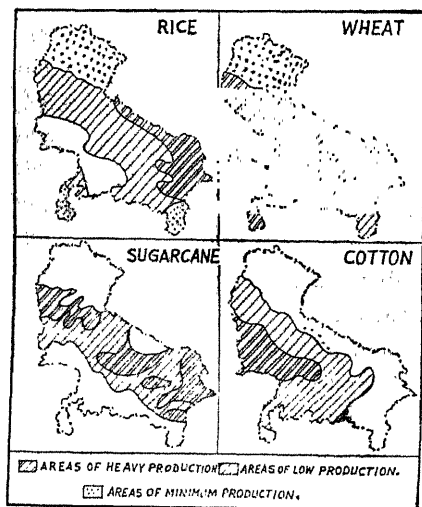 RICE
WHEAT
SUGARCANE
COTTON
AREAS OF HEAVY PRODUCTION
AREAS OF LOW PRODUCTION.
AREAS OF MINIMUM PRODUCTION.